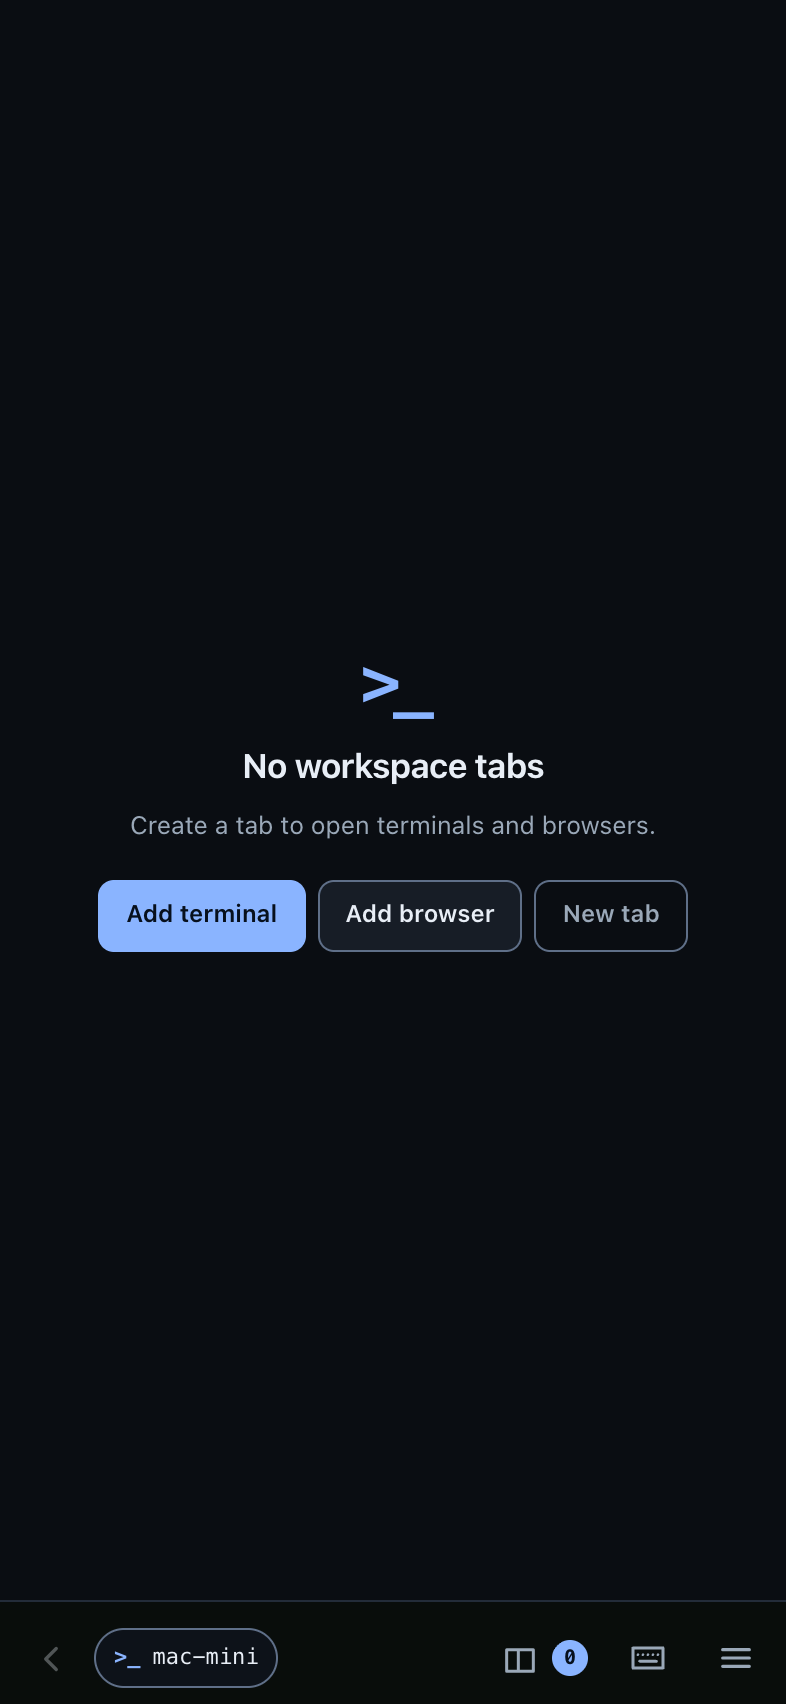 >_
No workspace tabs
Create a tab to open terminals and browsers.
Add terminal Add browser New tab
>_ mac-mini 0